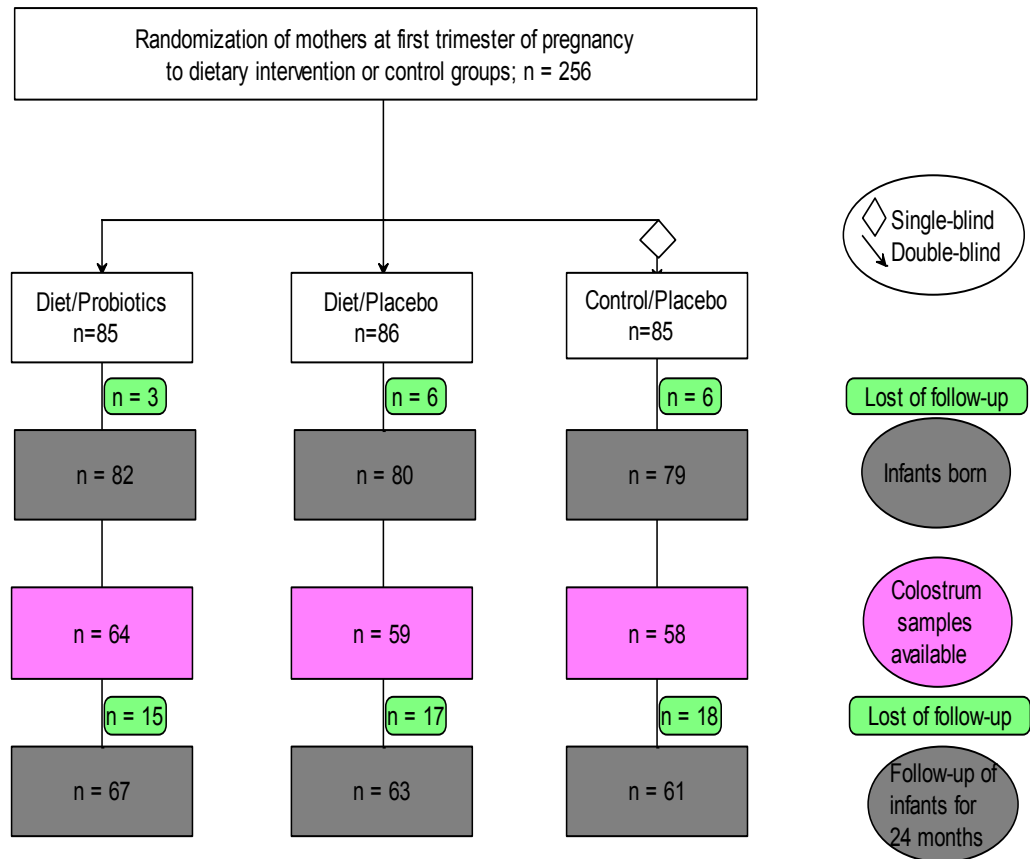 Randomization of mothers at first trimester of pregnancy
to dietary intervention or control groups; n = 256
Single-blind
Double-blind
Diet/Probiotics
n=85
Diet/Placebo
n=86
Control/Placebo
n=85
n = 3
n = 6
n = 6
Lost of follow-up
n = 82
n = 80
n = 79
Infants born
n = 64
n = 59
n = 58
Colostrum
samples
available
n = 15
n = 17
n = 18
Lost of follow-up
n = 67
n = 63
n = 61
Follow-up of
infants for
24 months